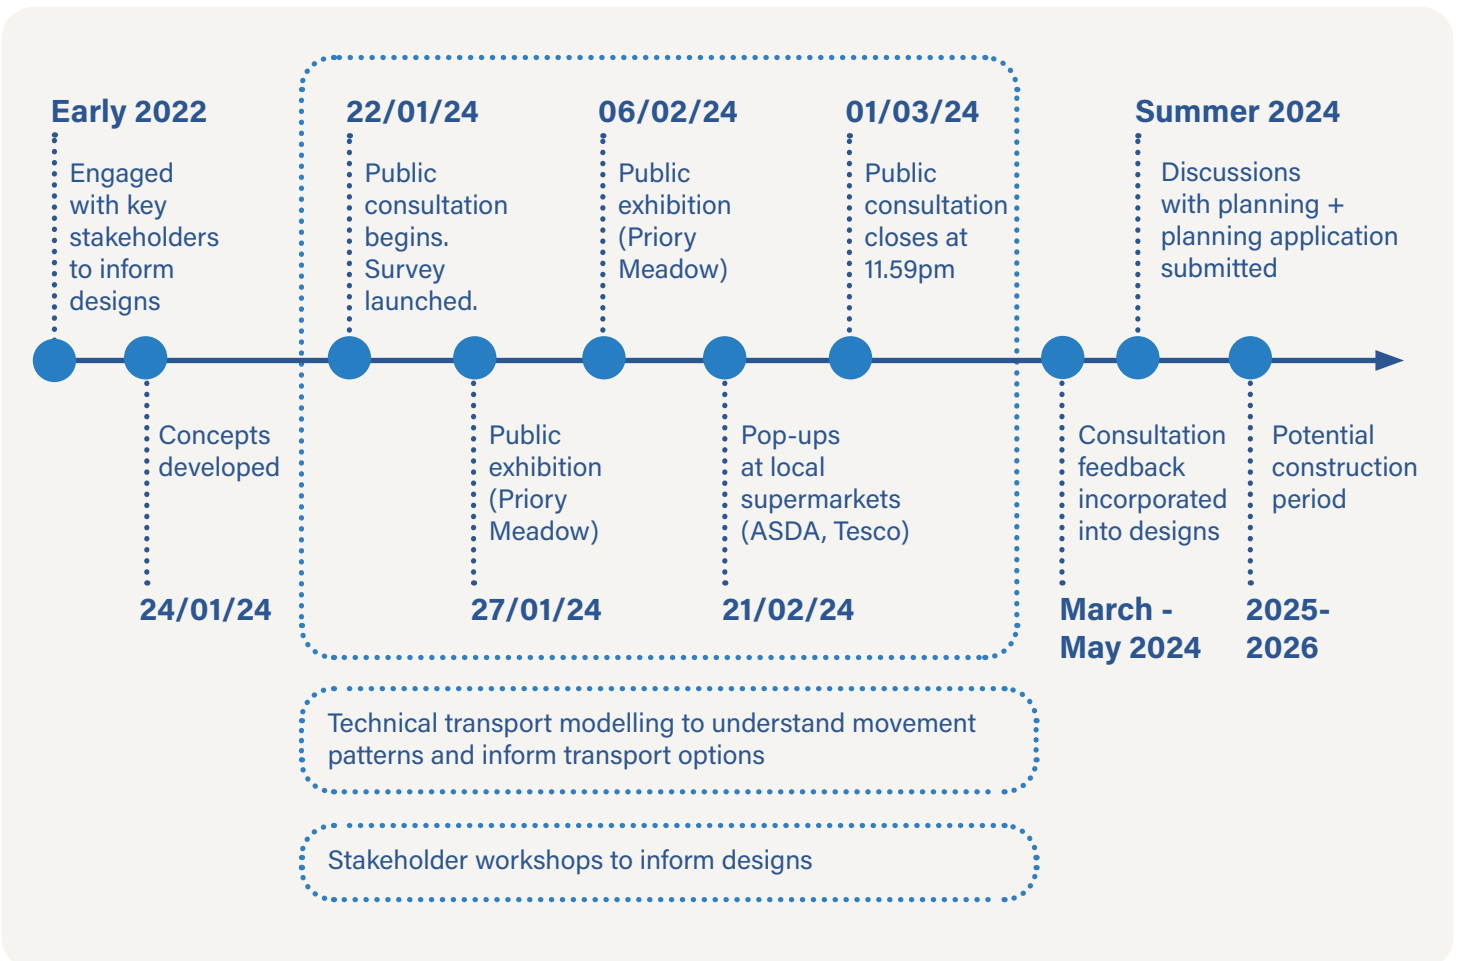 Early 2022
Engaged
with key
stakeholders
to inform
designs
Concepts
developed
24/01/24
22/01/24
Public
consultation
begins.
Survey
launched.
Public
exhibition
(Priory
Meadow)
27/01/24
06/02/24
Public
exhibition
(Priory
Meadow)
Pop-ups
at local
supermarkets
(ASDA, Tesco)
21/02/24
01/03/24
Public
consultation
closes at
11.59pm
Consultation
feedback
incorporated
into designs
March -
May 2024
Summer 2024
Discussions
with planning +
planning application
submitted
Potential
construction
period
2025-
2026
Technical transport modelling to understand movement
patterns and inform transport options
Stakeholder workshops to inform designs